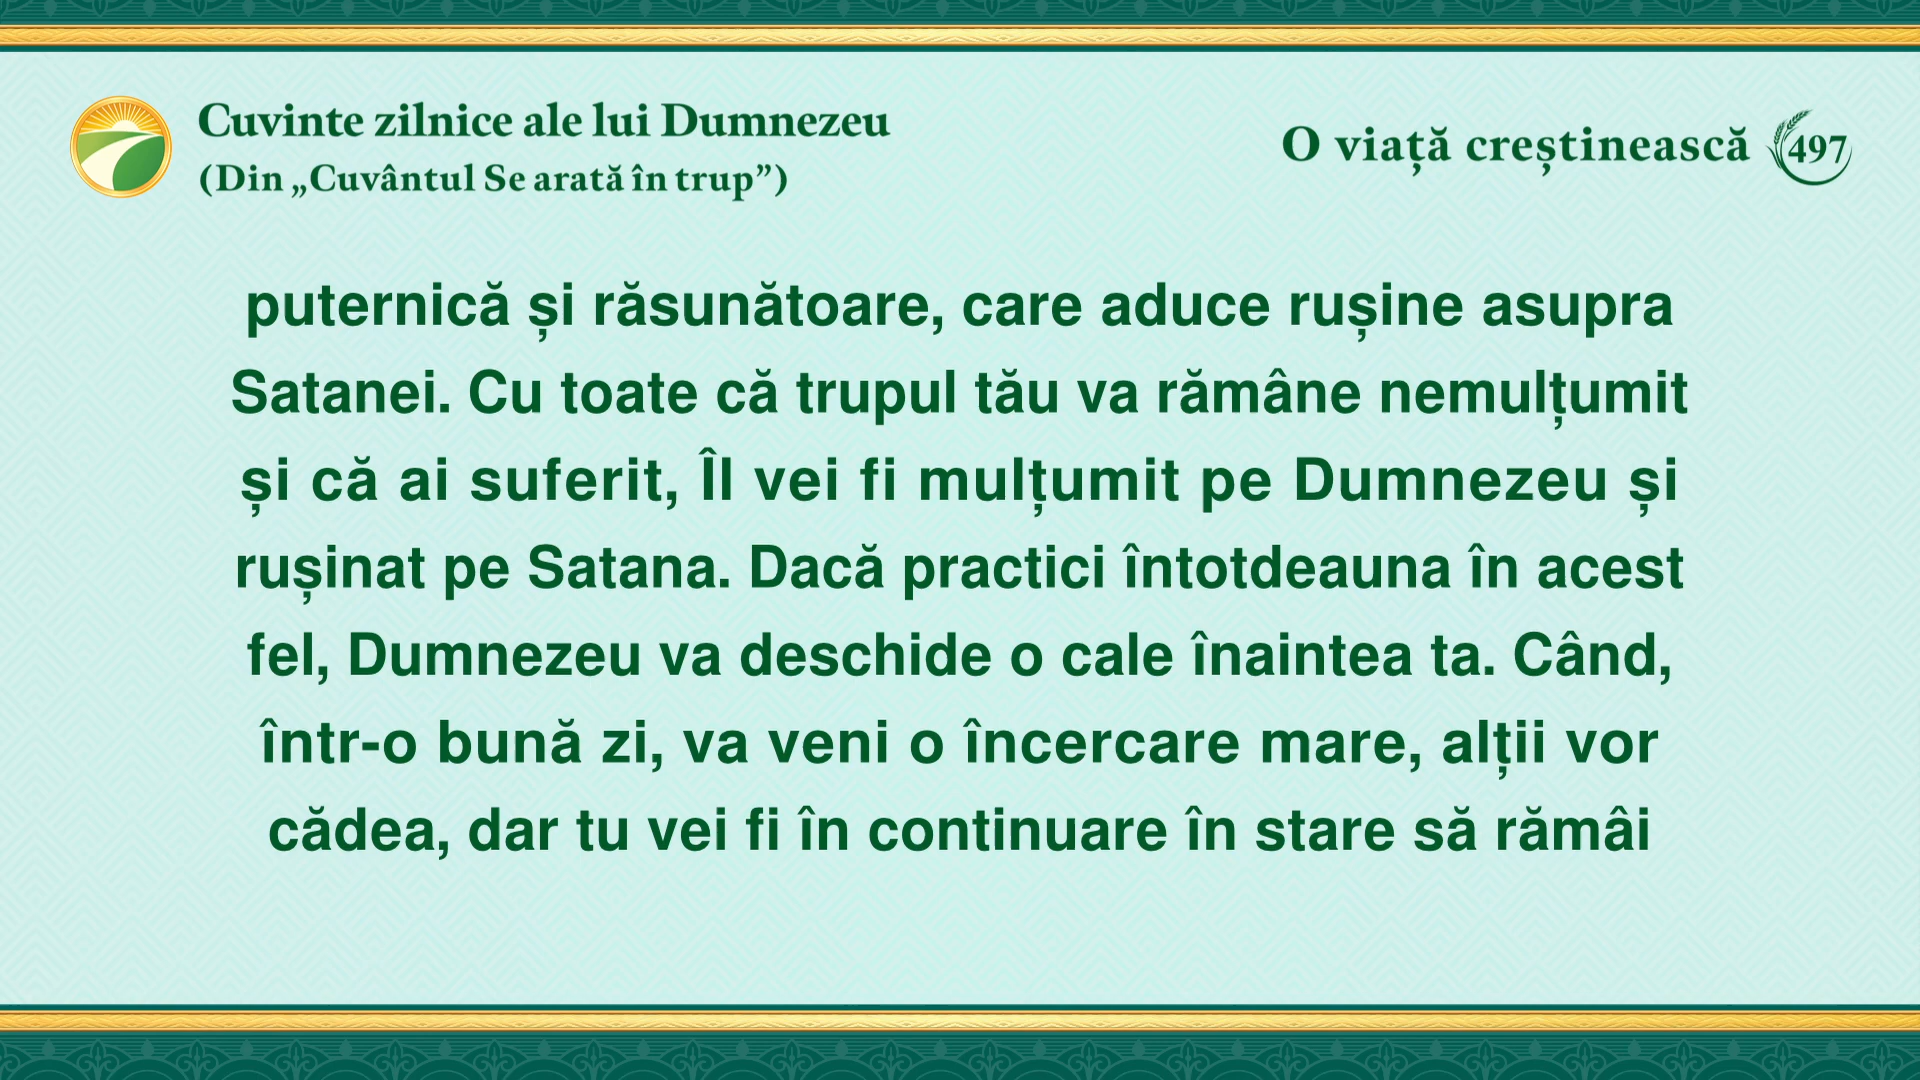 Cuvinte zilnice ale lui Dumnezeu
(Din „Cuvântul Se arată în trup”)
O viață creștinească 497
puternică și răsunătoare, care aduce rușine asupra
Satanei. Cu toate că trupul tău va rămâne nemulțumit
și că ai suferit, Îl vei fi mulțumit pe Dumnezeu și
rușinat pe Satana. Dacă practici întotdeauna în acest
fel, Dumnezeu va deschide o cale înaintea ta. Când,
într-o bună zi, va veni o încercare mare, alții vor
cădea, dar tu vei fi în continuare în stare să rămâi